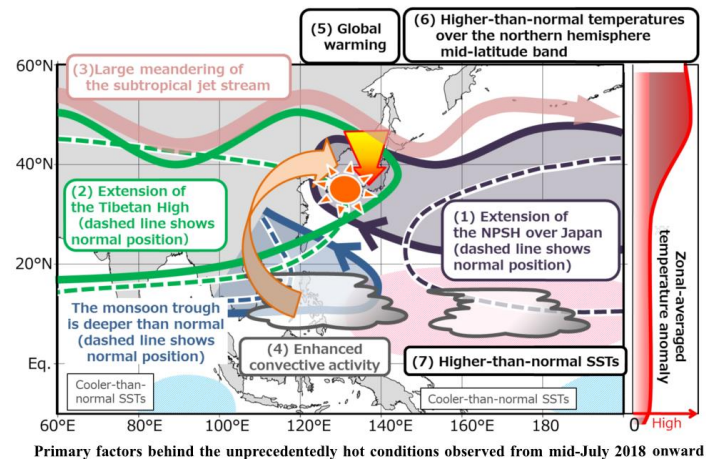 (5) Global
warming
(6) Higher-than-normal temperatures
over the northern hemisphere
mid-latitude band
60°N
(3)Large meandering of
the subtropical jet stream
40°N
(2) Extension of
the Tibetan High
(dashed line shows
normal position)
(1) Extension of
the NPSH over Japan
(dashed line shows
normal position)
20°N
The monsoon trough
is deeper than normal
(dashed line shows
normal position)
(4) Enhanced
convective activity
(7) Higher-than-normal SSTs
Eq.
Cooler-than-
normal SSTs
Cooler-than-normal SSTs
60°E
80°E
100°E
120°E
140°E
160°E
180°
160°W
0
High
Zonal-averaged
temperature anomaly
Primary factors behind the unprecedentedly hot conditions observed from mid-July 2018 onward